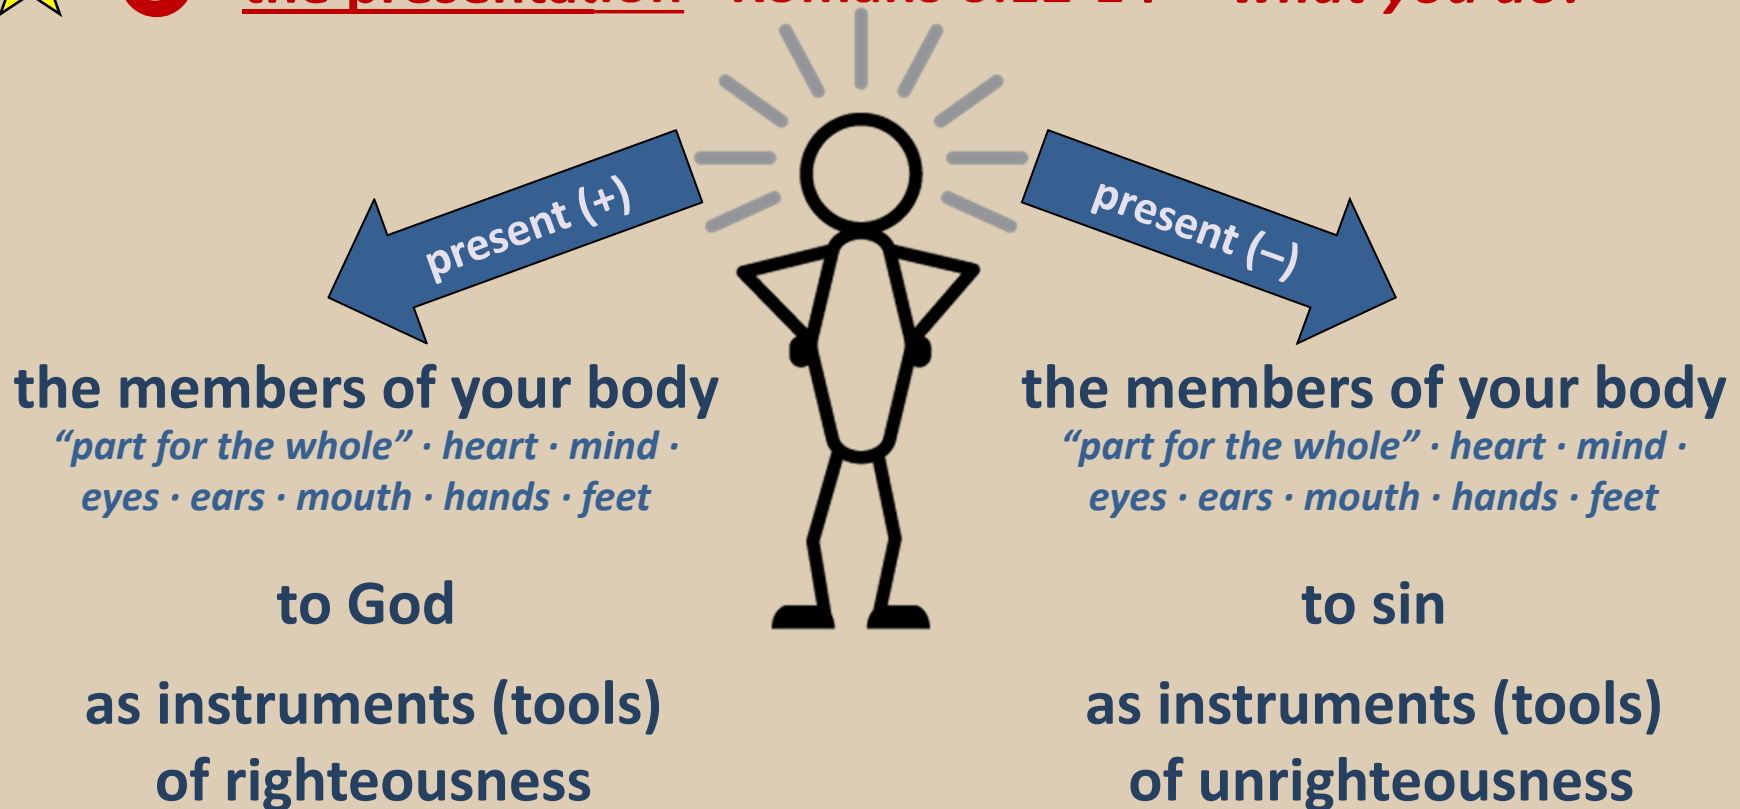 the presentation
present (+)
present (–)
the members of your body
“part for the whole” · heart · mind ·
eyes · ears · mouth · hands · feet
to God
as instruments (tools)
of righteousness
the members of your body
“part for the whole” · heart · mind ·
eyes · ears · mouth · hands · feet
to sin
as instruments (tools)
of unrighteousness